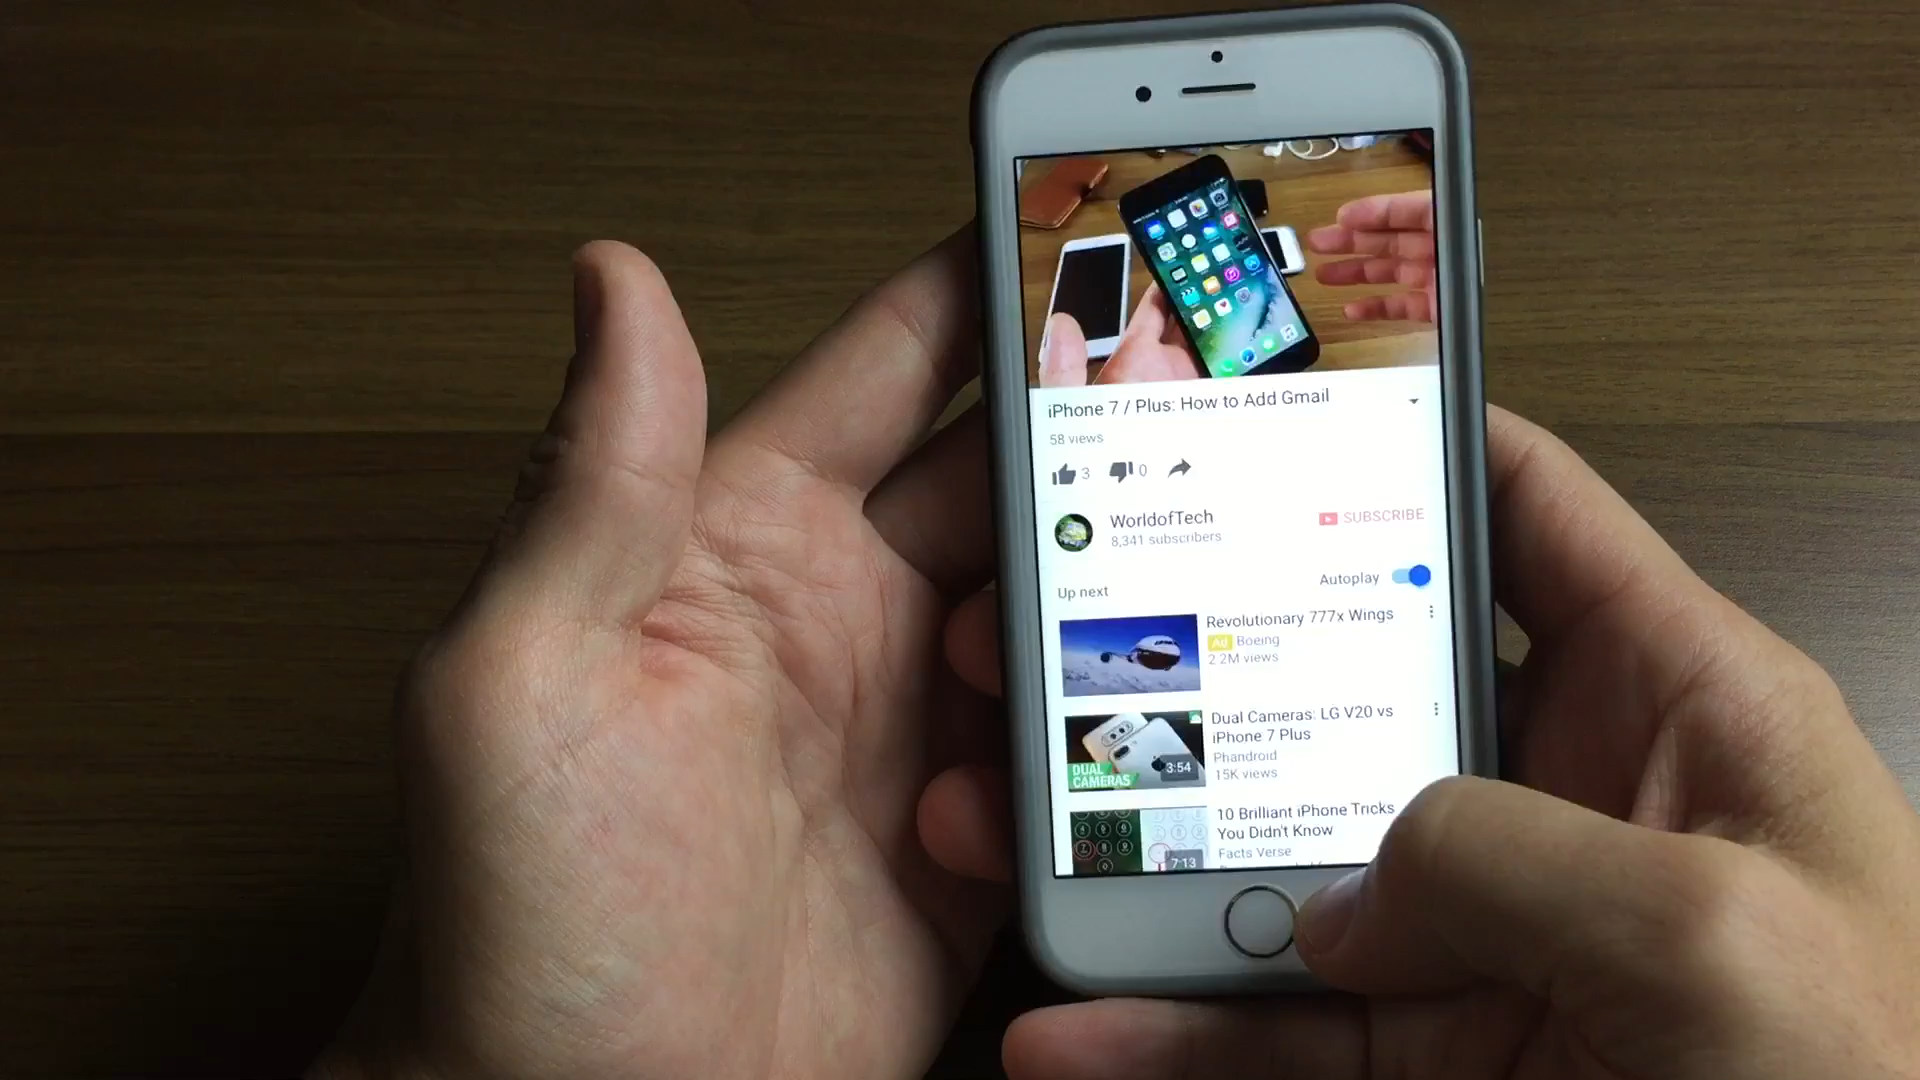 iPhone 7 / Plus: How to Add Gmail
58 views
3 0
WorldofTech
SUBSCRIBE
8,341 subscribers
Up next
Autoplay
Revolutionary 777x Wings
Ad Boeing
2.2M views
Dual Cameras: LG V20 vs
iPhone 7 Plus
Phandroid
15K views
DUAL
CAMERAS
3:54
10 Brilliant iPhone Tricks
You Didn't Know
Facts Verse
7:13